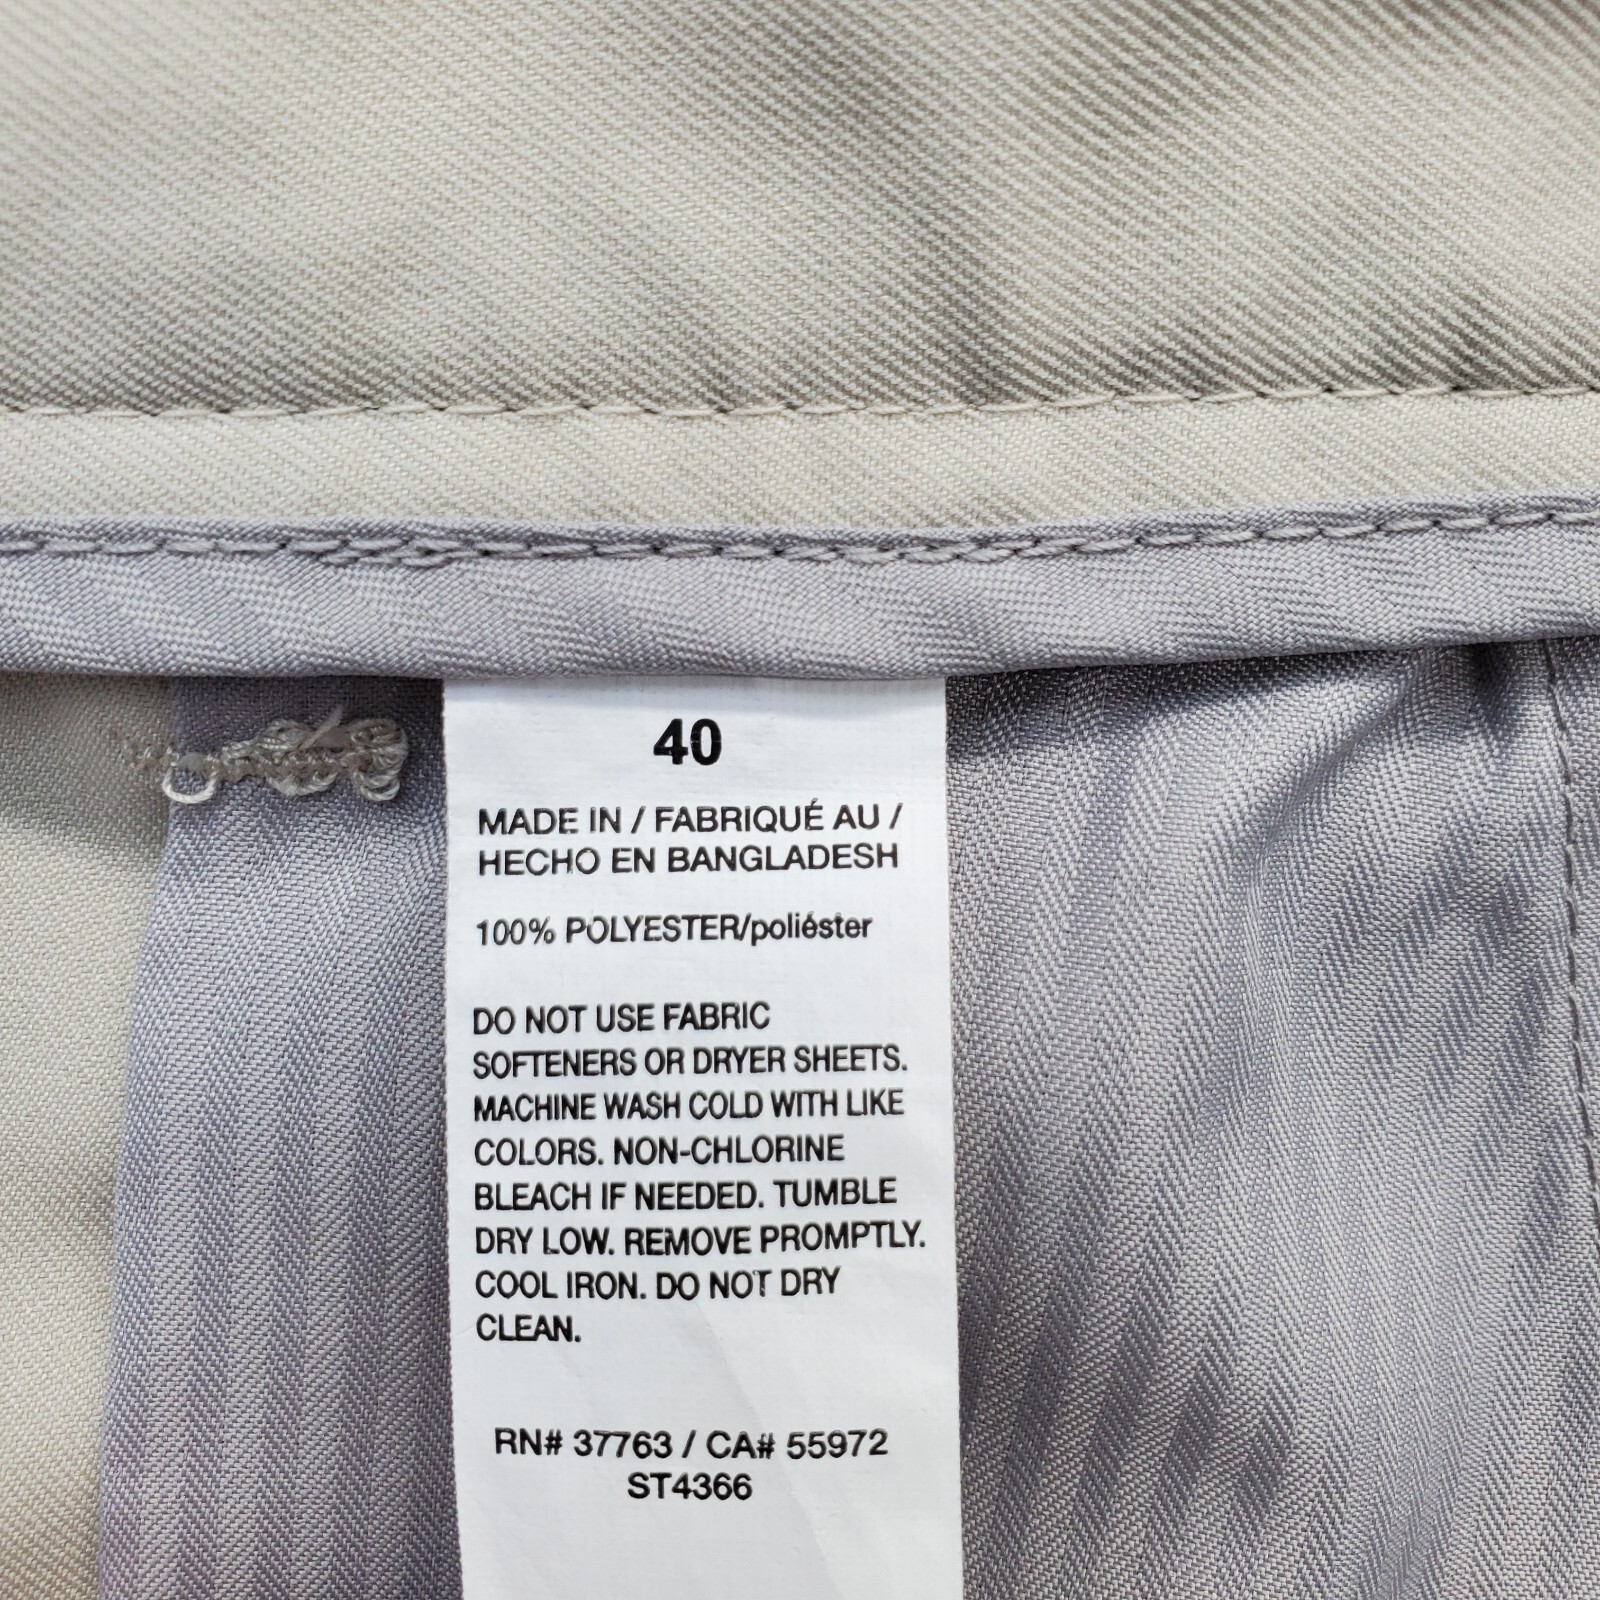 40
MADE IN / FABRIQUÉ AU /
HECHO EN BANGLADESH
100% POLYESTER/poliéster
DO NOT USE FABRIC
SOFTENERS OR DRYER SHEETS.
MACHINE WASH COLD WITH LIKE
COLORS. NON-CHLORINE
BLEACH IF NEEDED. TUMBLE
DRY LOW. REMOVE PROMPTLY.
COOL IRON. DO NOT DRY
CLEAN.
RN# 37763 / CA# 55972
ST4366